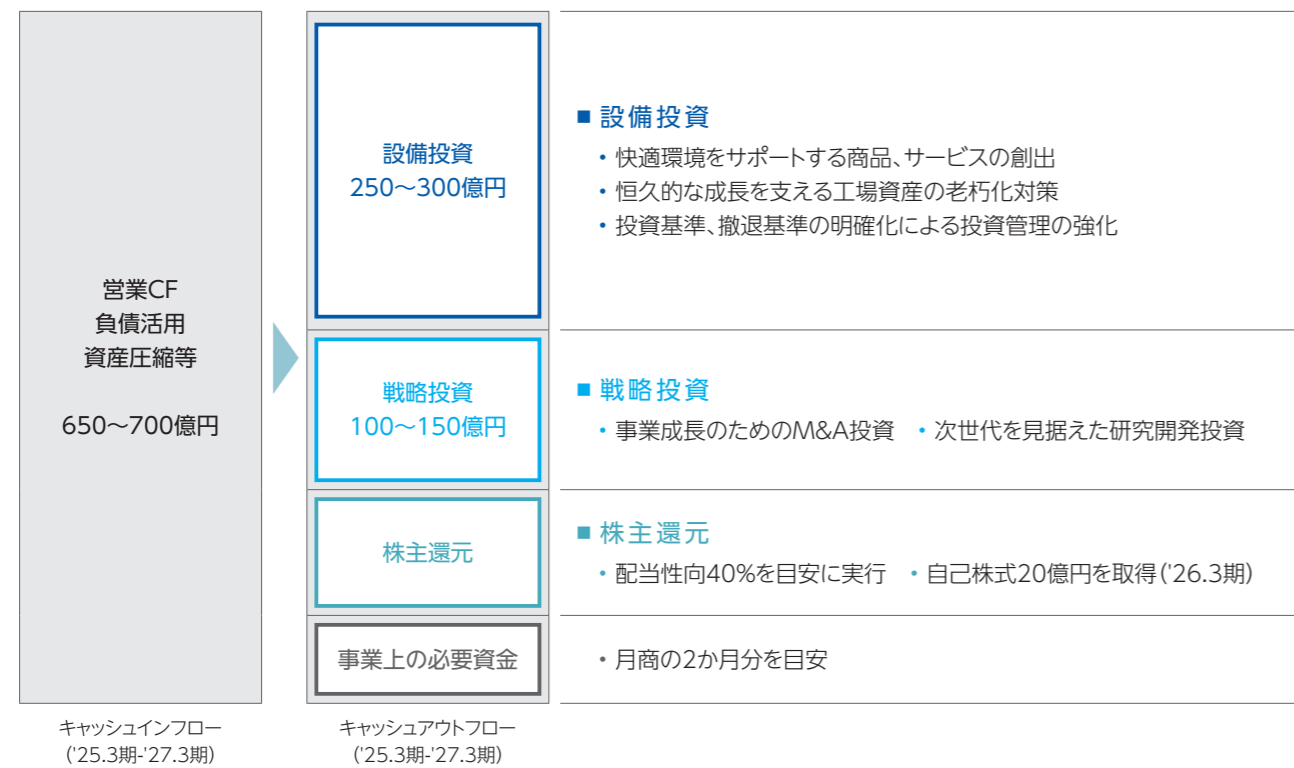 営業CF
負債活用
資産圧縮等
650〜700億円
キャッシュインフロー
('25.3期-'27.3期)
設備投資
250〜300億円
戦略投資
100〜150億円
株主還元
事業上の必要資金
キャッシュアウトフロー
('25.3期-'27.3期)
■ 設備投資
・快適環境をサポートする商品、サービスの創出
・恒久的な成長を支える工場資産の老朽化対策
・投資基準、撤退基準の明確化による投資管理の強化
■ 戦略投資
・事業成長のためのM&A投資 ・次世代を見据えた研究開発投資
■ 株主還元
・配当性向40%を目安に実行 ・自己株式20億円を取得('26.3期)
・月商の2か月分を目安